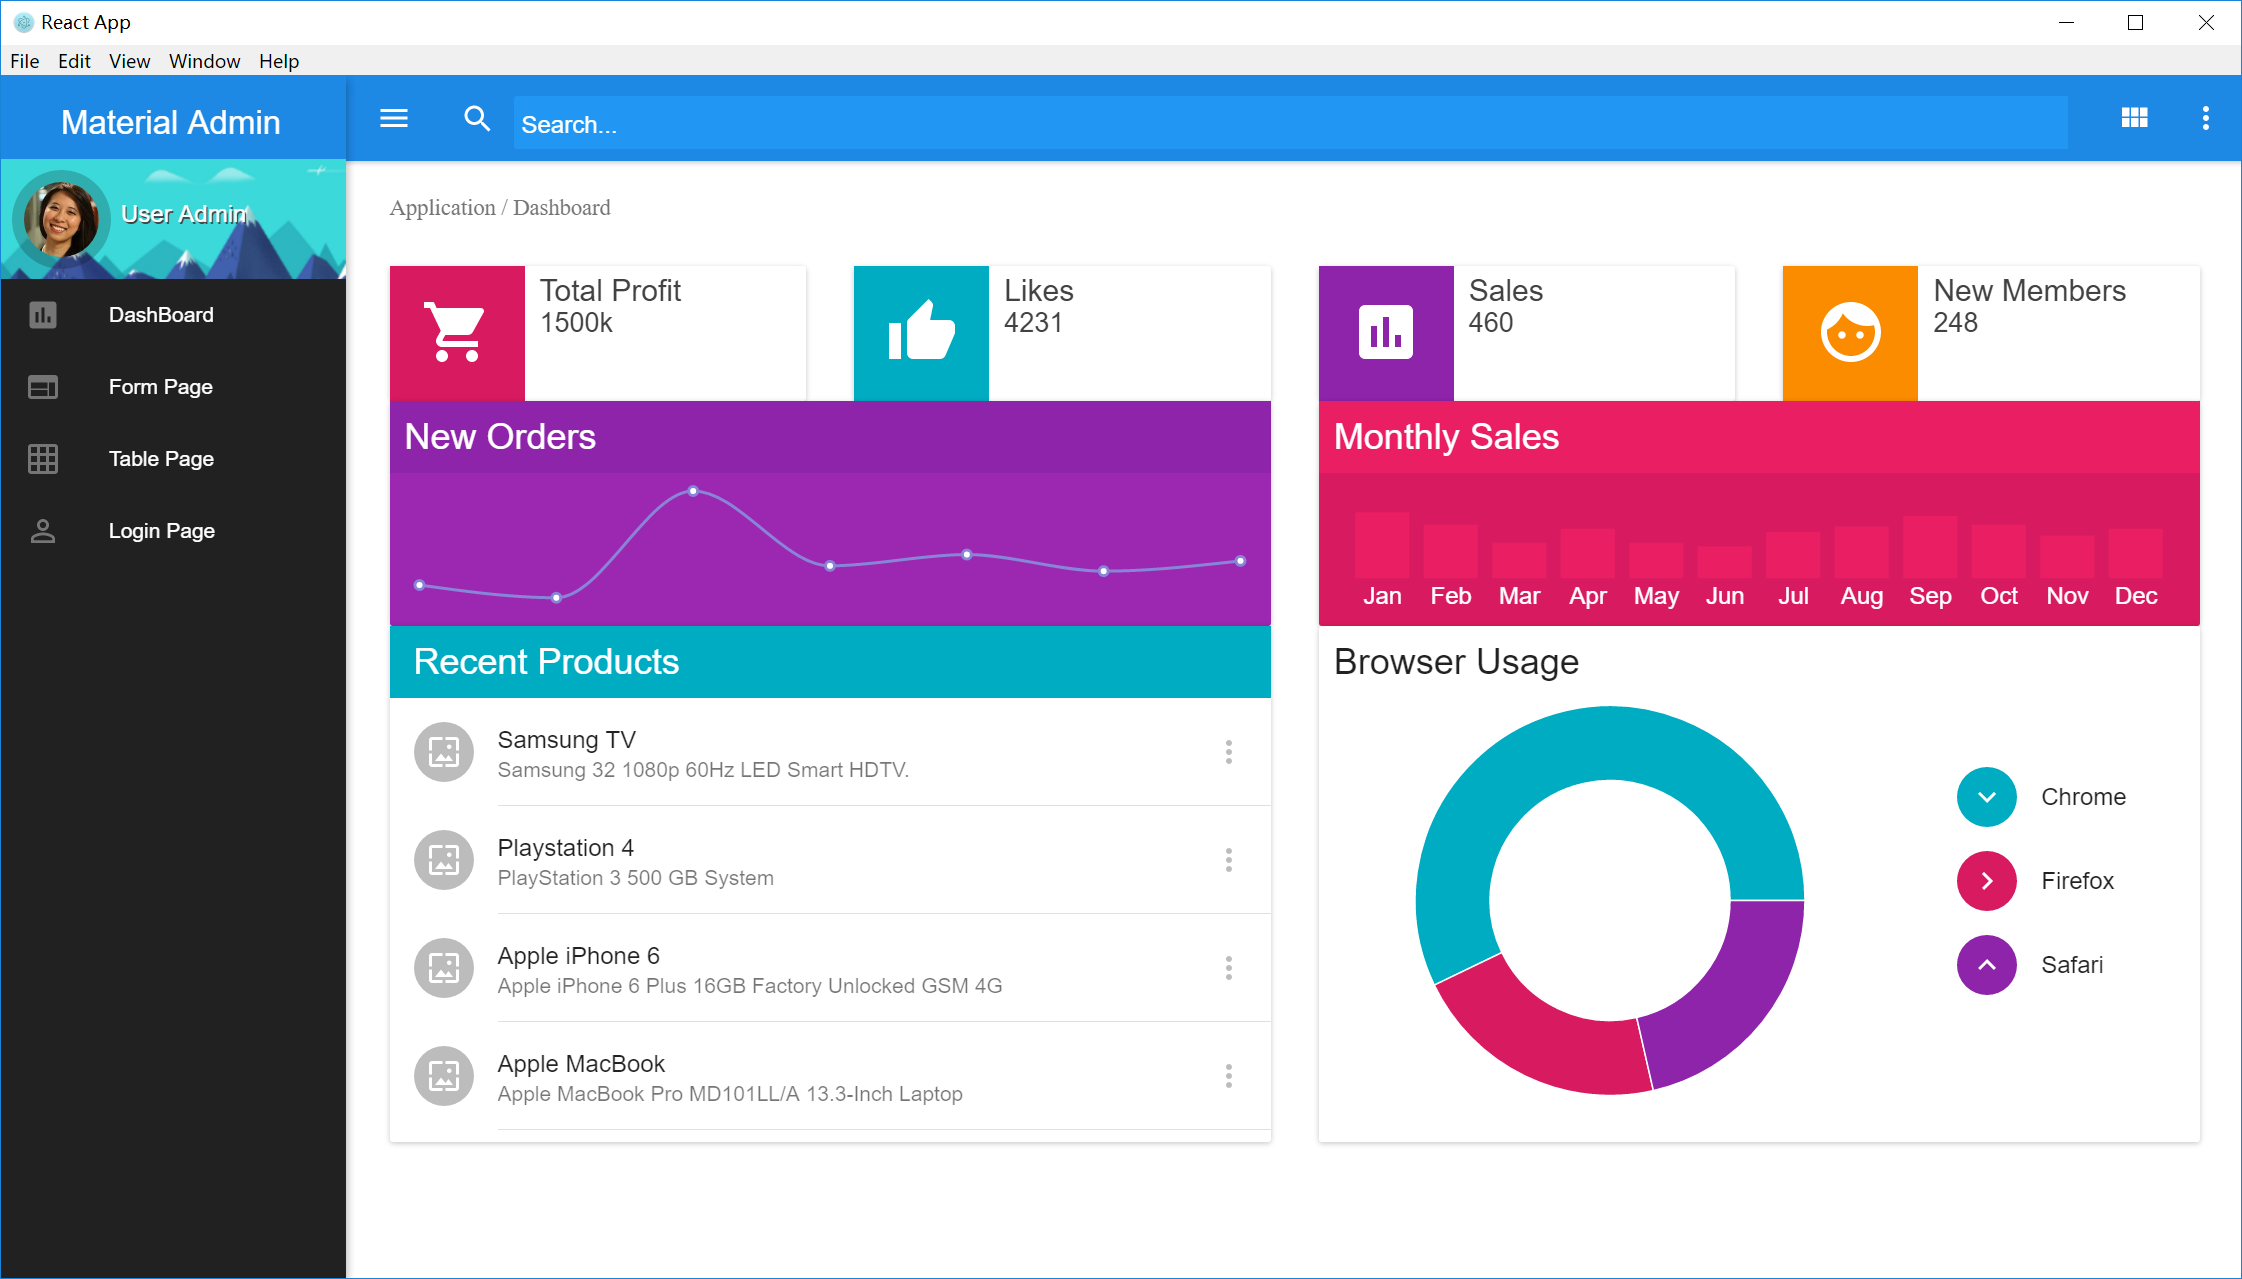 React App
File Edit View Window Help
Material Admin
Search...
User Admin
DashBoard
Form Page
Table Page
Login Page
Application / Dashboard
Total Profit
1500k
Likes
4231
Sales
460
New Members
248
New Orders
Monthly Sales
Jan Feb Mar Apr May Jun Jul Aug Sep Oct Nov Dec
Recent Products
Samsung TV
Samsung 32 1080p 60Hz LED Smart HDTV.
Playstation 4
PlayStation 3 500 GB System
Apple iPhone 6
Apple iPhone 6 Plus 16GB Factory Unlocked GSM 4G
Apple MacBook
Apple MacBook Pro MD101LL/A 13.3-Inch Laptop
Browser Usage
Chrome
Firefox
Safari